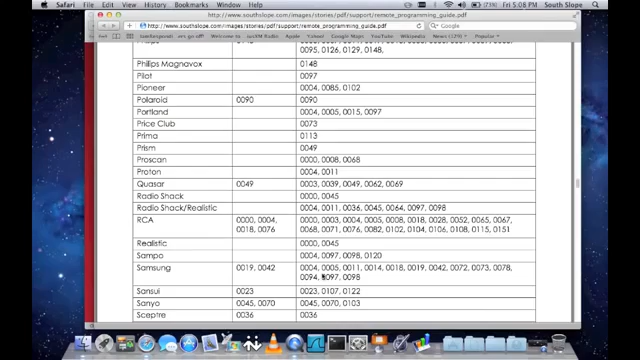 Safari File Edit View History Bookmarks Window Help
Fri 5:08 PM South Slope
http://www.southslope.com/images/stories/pdf/support/remote_programming_guide.pdf
http://www.southslope.com/images/stories/pdf/support/remote_programming_guide.pdf
Google
Apple Yahoo! Google Maps YouTube Wikipedia News (179) Popular
0095, 0126, 0129, 0148,
Philips Magnavox 0148
Pilot 0097
Pioneer 0004, 0085, 0102
Polaroid 0090 0090
Portland 0004, 0005, 0015, 0097
Price Club 0073
Prima 0113
Prism 0049
Proscan 0000, 0008, 0068
Proton 0004, 0011
Quasar 0049 0003, 0039, 0049, 0062, 0069
Radio Shack 0000, 0045
Radio Shack/Realistic 0004, 0011, 0036, 0045, 0064, 0097, 0098
RCA 0000, 0004, 0000, 0003, 0004, 0005, 0008, 0018, 0028, 0052, 0065, 0067,
0018, 0076 0068, 0071, 0076, 0082, 0102, 0104, 0106, 0108, 0115, 0151
Realistic 0000, 0045
Sampo 0004, 0097, 0098, 0120
Samsung 0019, 0042 0004, 0005, 0011, 0014, 0018, 0019, 0042, 0072, 0073, 0078,
0094, 0097, 0098
Sansui 0023 0023, 0107, 0122
Sanyo 0045, 0070 0045, 0070, 0103
Sceptre 0036 0036